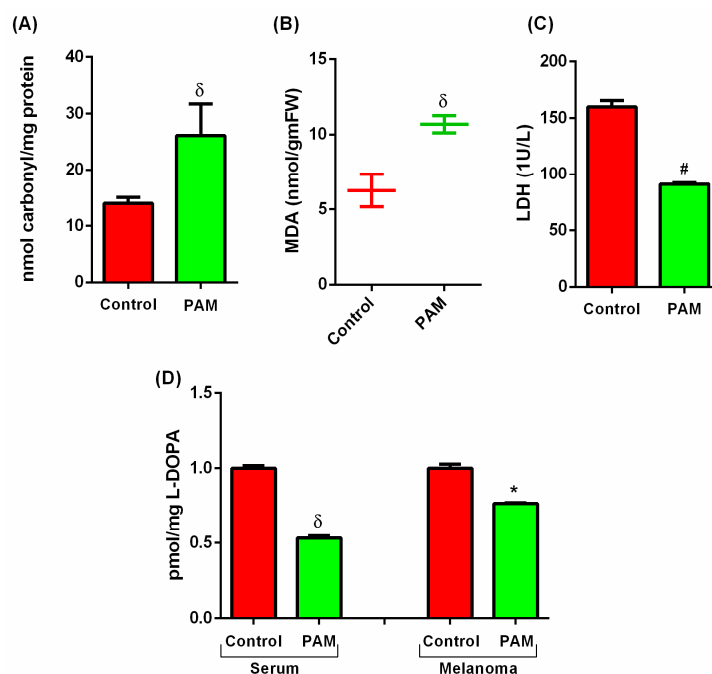 (A)
nmol carbonyl/mg protein
40
30
20
10
0
δ
Control
PAM
(B)
MDA (nmol/gmFW)
15
10
5
0
δ
Control
PAM
(C)
LDH (1U/L)
200
150
100
50
0
#
Control
PAM
(D)
pmol/mg L-DOPA
1.5
1.0
0.5
0.0
δ
*
Control
PAM
Control
PAM
Serum
Melanoma